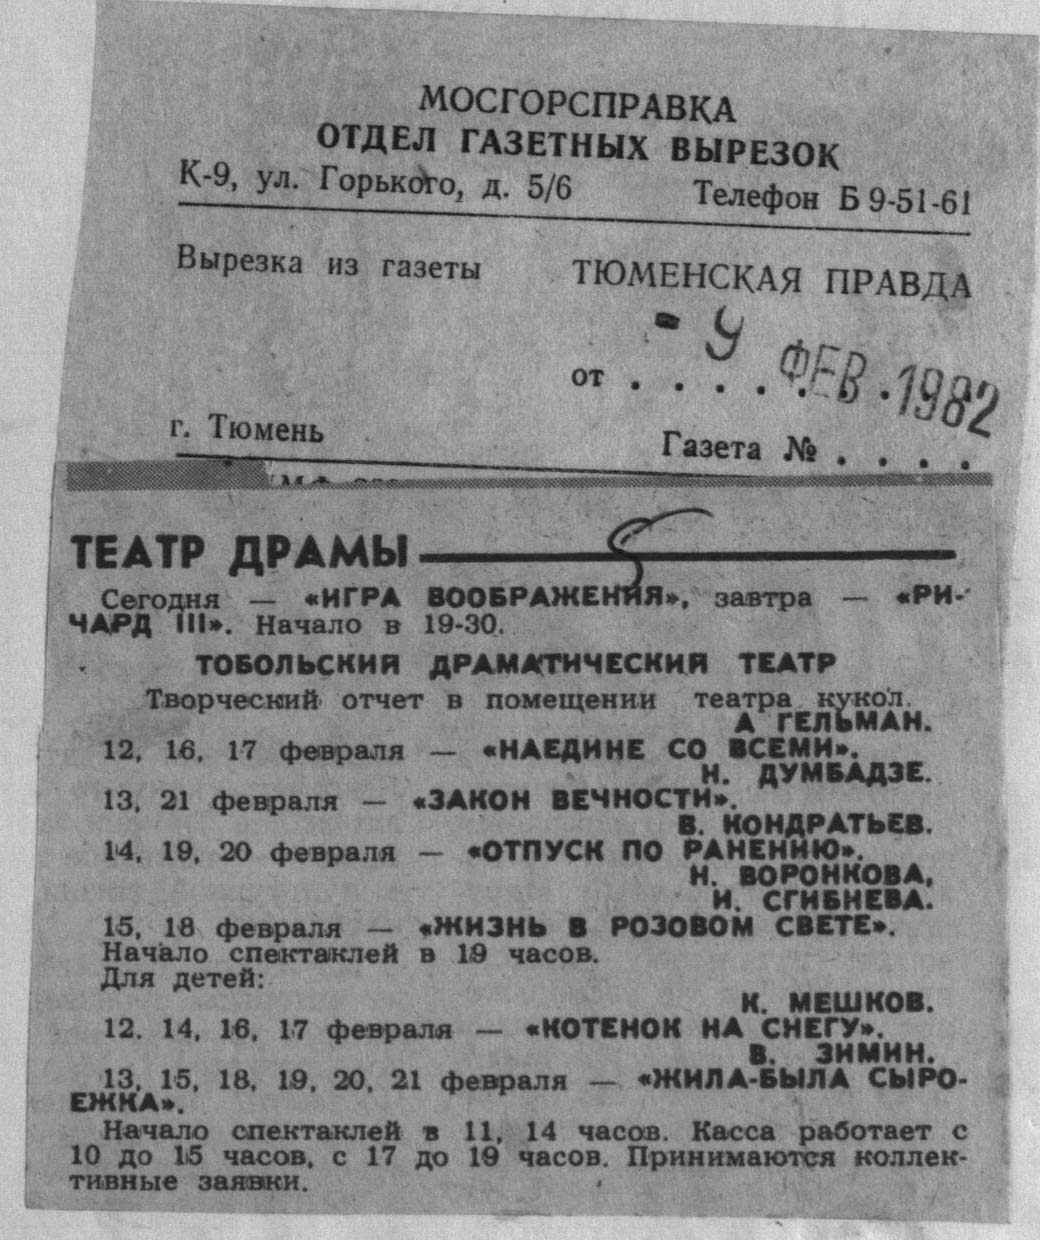 МОСГОРСПРАВКА
ОТДЕЛ ГАЗЕТНЫХ ВЫРЕЗОК
К-9, ул. Горького, д. 5/6 Телефон Б 9-51-61
Вырезка из газеты ТЮМЕНСКАЯ ПРАВДА
- 9 ФЕВ 1982
от . . . . . . .
г. Тюмень Газета № . . . .
ТЕАТР ДРАМЫ
Сегодня — «ИГРА ВООБРАЖЕНИЯ», завтра — «РИ-
ЧАРД III». Начало в 19-30.
ТОБОЛЬСКИЙ ДРАМАТИЧЕСКИЙ ТЕАТР
Творческий отчет в помещении театра кукол.
А ГЕЛЬМАН.
12, 16, 17 февраля — «НАЕДИНЕ СО ВСЕМИ».
Н. ДУМБАДЗЕ.
13, 21 февраля — «ЗАКОН ВЕЧНОСТИ».
В. КОНДРАТЬЕВ.
14, 19, 20 февраля — «ОТПУСК ПО РАНЕНИЮ».
Н. ВОРОНКОВА,
И. СГИБНЕВА.
15, 18 февраля — «ЖИЗНЬ В РОЗОВОМ СВЕТЕ».
Начало спектаклей в 19 часов.
Для детей:
К. МЕШКОВ.
12. 14, 16, 17 февраля — «КОТЕНОК НА СНЕГУ».
В. ЗИМИН.
13, 15, 18, 19, 20, 21 февраля — «ЖИЛА-БЫЛА СЫРО-
ЕЖКА».
Начало спектаклей в 11, 14 часов. Касса работает с
10 до 15 часов, с 17 до 19 часов. Принимаются коллек-
тивные заявки.